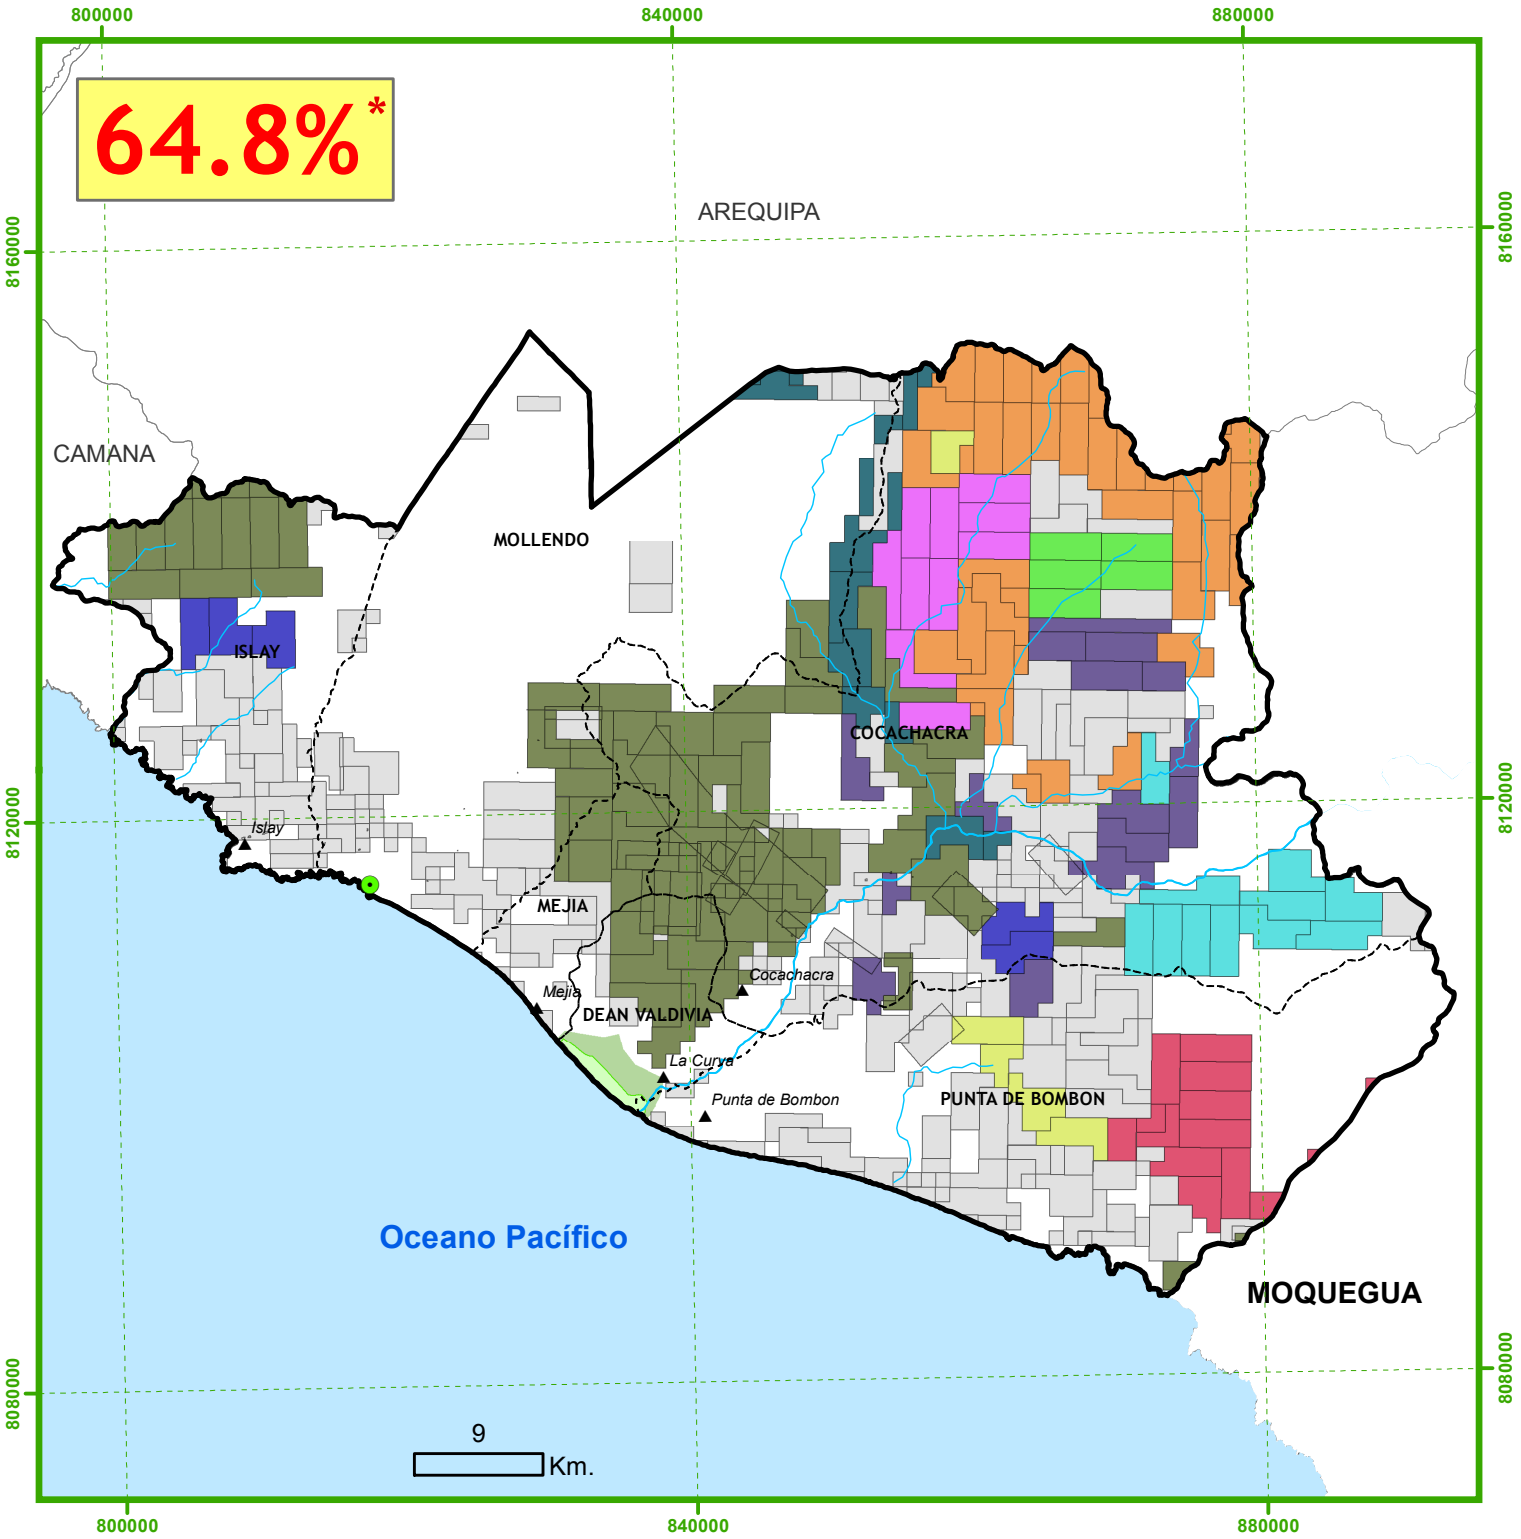 800000
840000
880000
64.8%*
AREQUIPA
8160000
8160000
CAMANA
MOLLENDO
ISLAY
COCACHACRA
8120000
8120000
Islay
MEJIA
Cocachacra
Mejia
DEAN VALDIVIA
La Curva
Punta de Bombon
PUNTA DE BOMBON
Oceano Pacífico
MOQUEGUA
8080000
8080000
9
Km.
800000
840000
880000